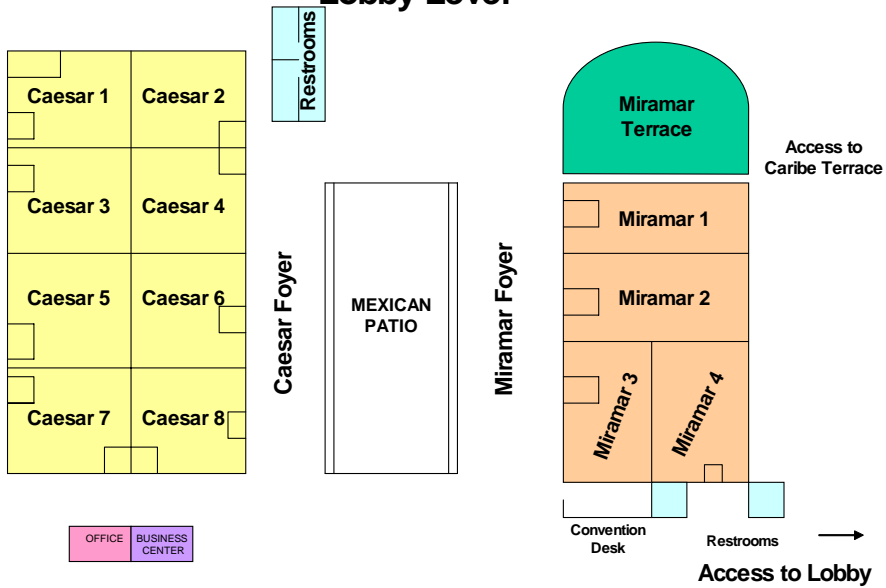 Lobby Level
Restrooms
Caesar 1
Caesar 2
Miramar
Terrace
Access to
Caribe Terrace
Caesar 3
Caesar 4
Miramar 1
Caesar 5
Caesar 6
Caesar Foyer
MEXICAN
PATIO
Miramar Foyer
Miramar 2
Caesar 7
Caesar 8
Miramar 3
Miramar 4
OFFICE
BUSINESS
CENTER
Convention
Desk
Restrooms
Access to Lobby